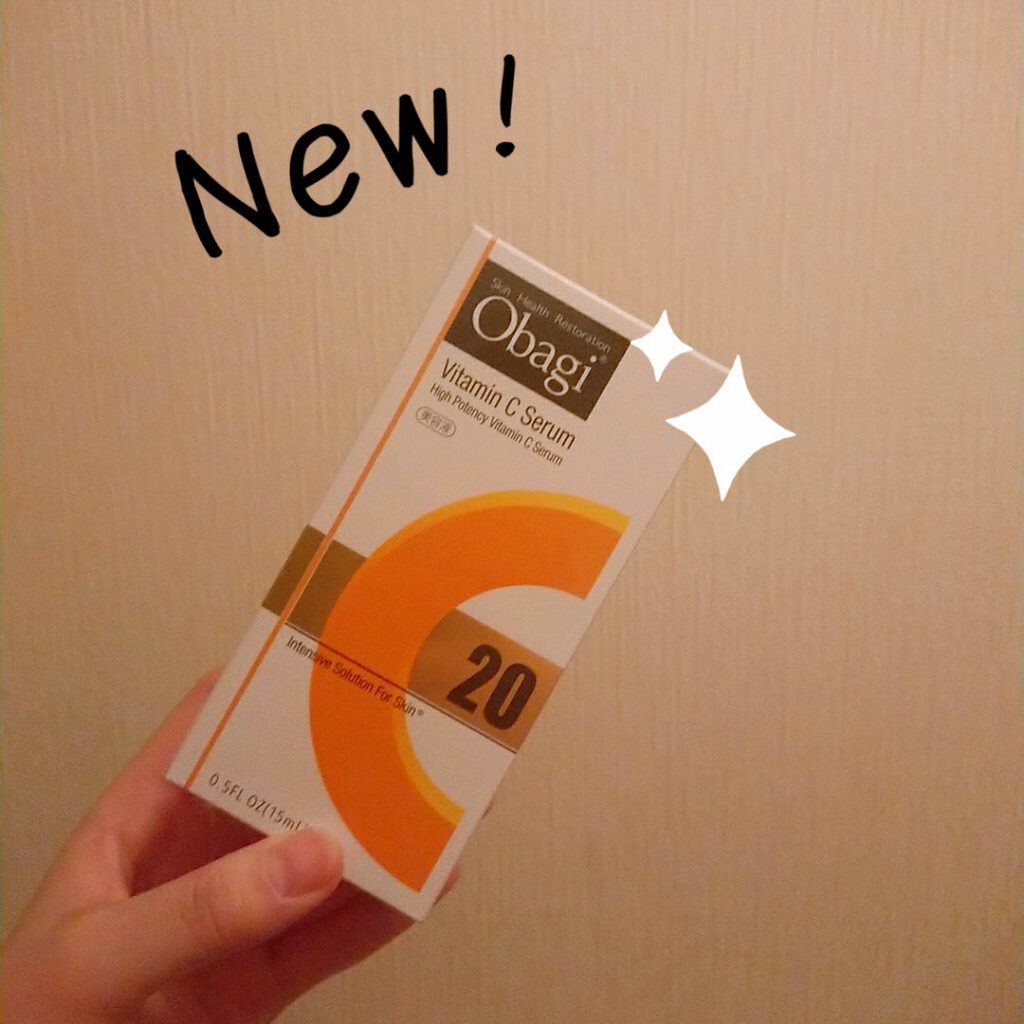 New!
Skin Health Restoration
Obagi®
Vitamin C Serum
High Potency Vitamin C Serum
美容液
20
Intensive Solution For Skin®
0.5FL OZ(15mL